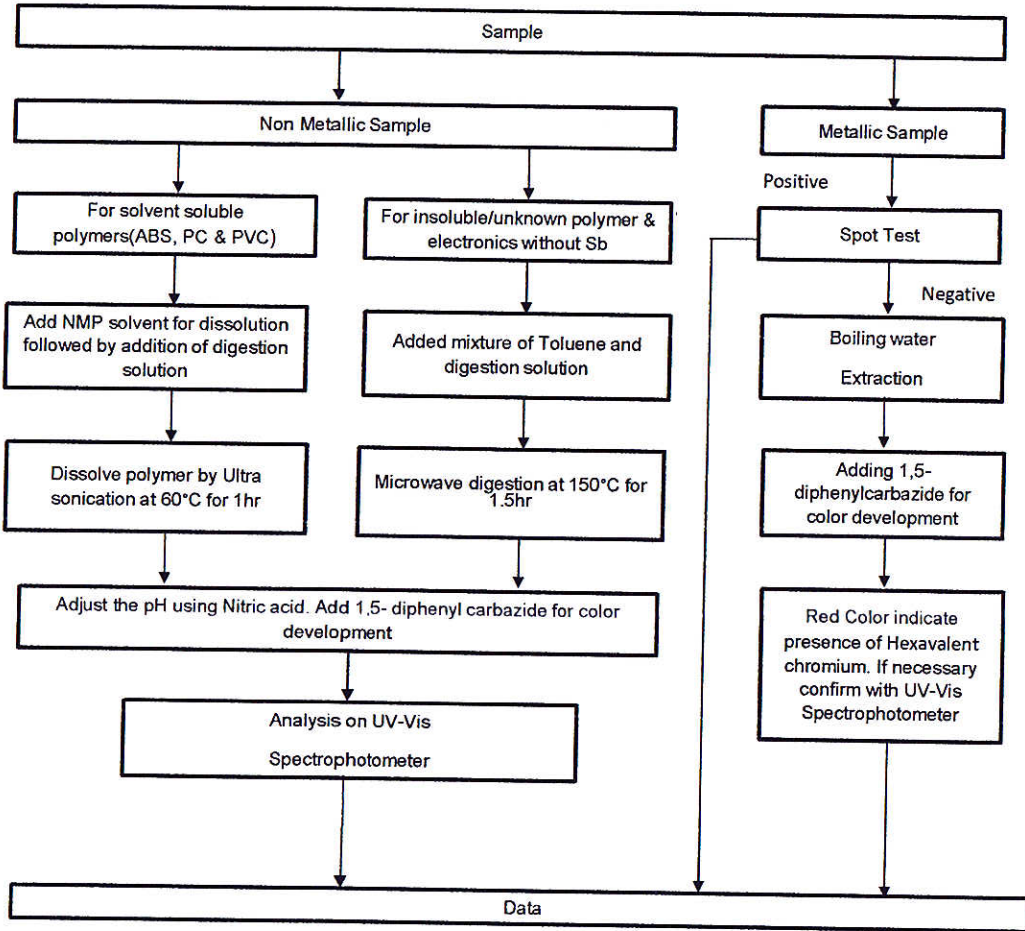 Sample
Non Metallic Sample
Metallic Sample
Positive
For solvent soluble
polymers(ABS, PC & PVC)
For insoluble/unknown polymer &
electronics without Sb
Spot Test
Negative
Add NMP solvent for dissolution
followed by addition of digestion
solution
Added mixture of Toluene and
digestion solution
Boiling water
Extraction
Dissolve polymer by Ultra
sonication at 60°C for 1hr
Microwave digestion at 150°C for
1.5hr
Adding 1,5-
diphenylcarbazide for
color development
Adjust the pH using Nitric acid. Add 1,5- diphenyl carbazide for color
development
Red Color indicate
presence of Hexavalent
chromium. If necessary
confirm with UV-Vis
Spectrophotometer
Analysis on UV-Vis
Spectrophotometer
Data